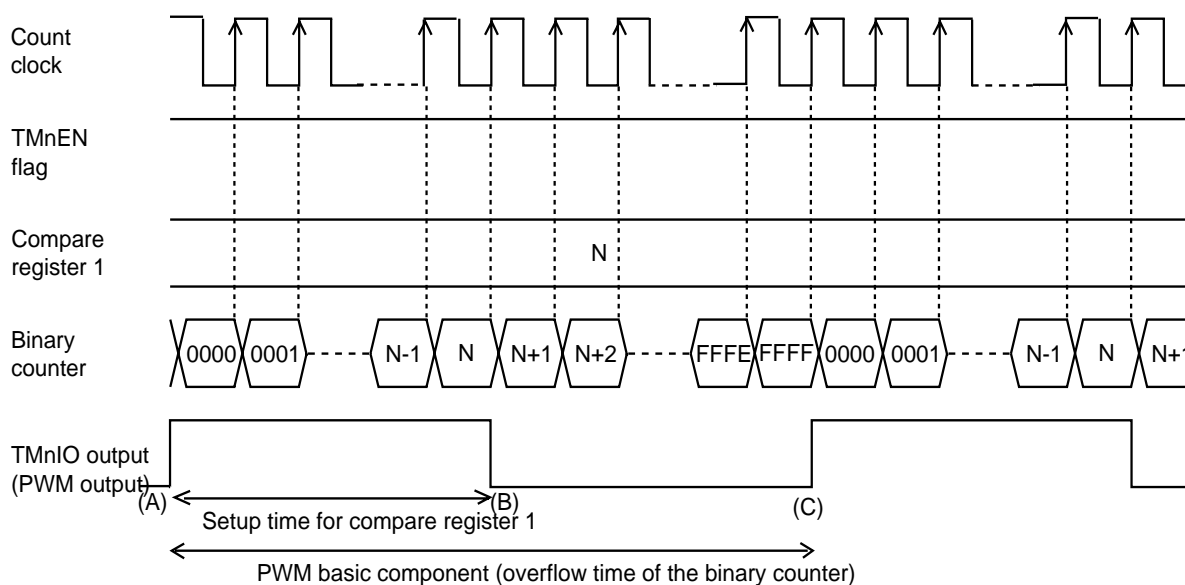 Count
clock
TMnEN
flag
Compare
register 1
N
Binary
counter
0000 0001 N-1 N N+1 N+2 FFFE FFFF 0000 0001 N-1 N N+1
TMnIO output
(PWM output)
(A) (B) (C)
Setup time for compare register 1
PWM basic component (overflow time of the binary counter)